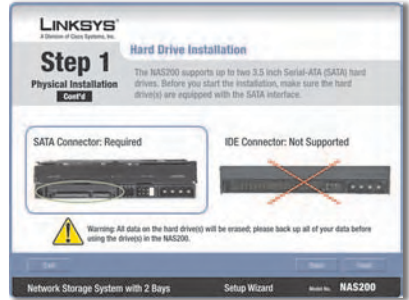 LINKSYS®
A Division of Cisco Systems, Inc.
Step 1
Physical Installation
Cont'd
Hard Drive Installation
The NAS200 supports up to two 3.5 inch Serial-ATA (SATA) hard
drives. Before you start the installation, make sure the hard
drive(s) are equipped with the SATA interface.
SATA Connector: Required
IDE Connector: Not Supported
Warning: All data on the hard drive(s) will be erased; please back up all of your data before
using the drive(s) in the NAS200.
Network Storage System with 2 Bays
Setup Wizard
Model No.
NAS200